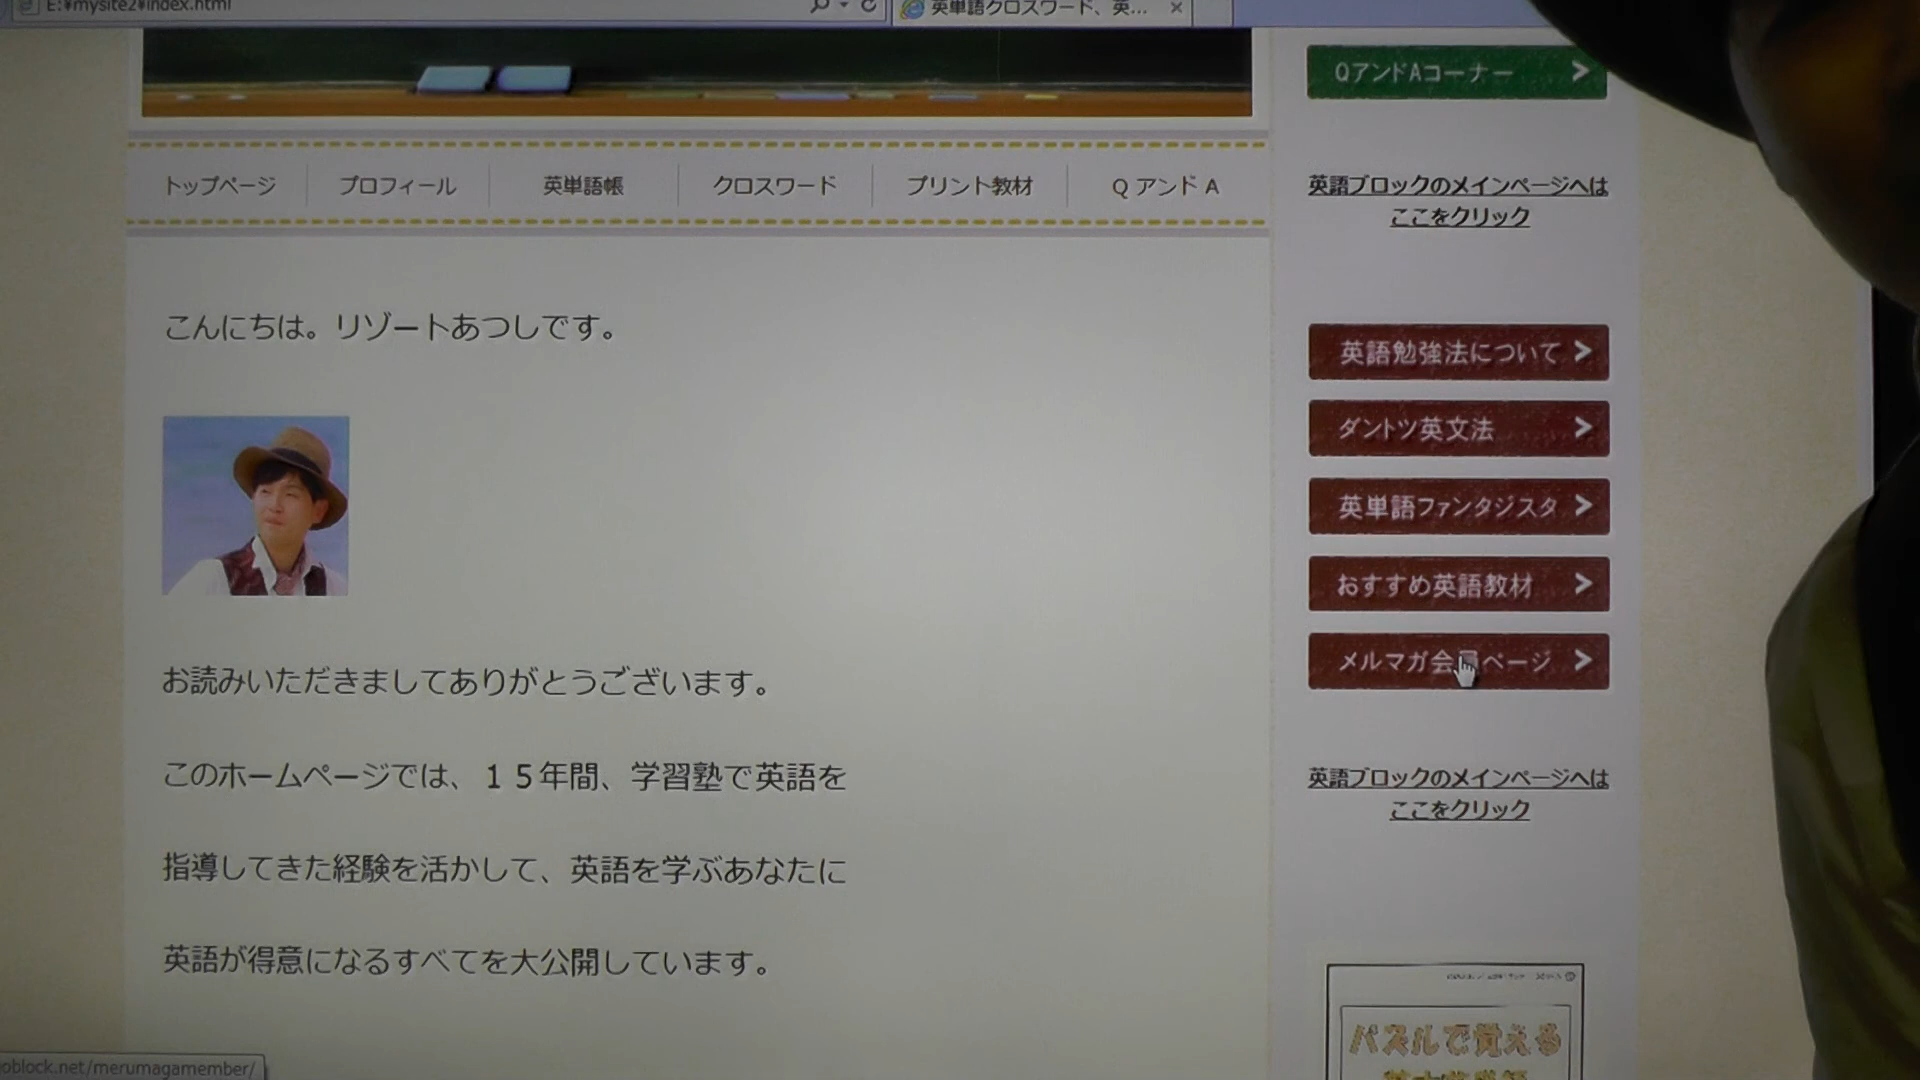 E:¥mysite2¥index.html
英単語クロスワード、英...
QアンドAコーナー
トップページ
プロフィール
英単語帳
クロスワード
プリント教材
Q アンド A
こんにちは。リゾートあつしです。
お読みいただきましてありがとうございます。
このホームページでは、１５年間、学習塾で英語を
指導してきた経験を活かして、英語を学ぶあなたに
英語が得意になるすべてを大公開しています。
英語ブロックのメインページへは
ここをクリック
英語勉強法について
ダントツ英文法
英単語ファンタジスタ
おすすめ英語教材
メルマガ会員ページ
英語ブロックのメインページへは
ここをクリック
パズルで覚える
oblock.net/merumagamember/